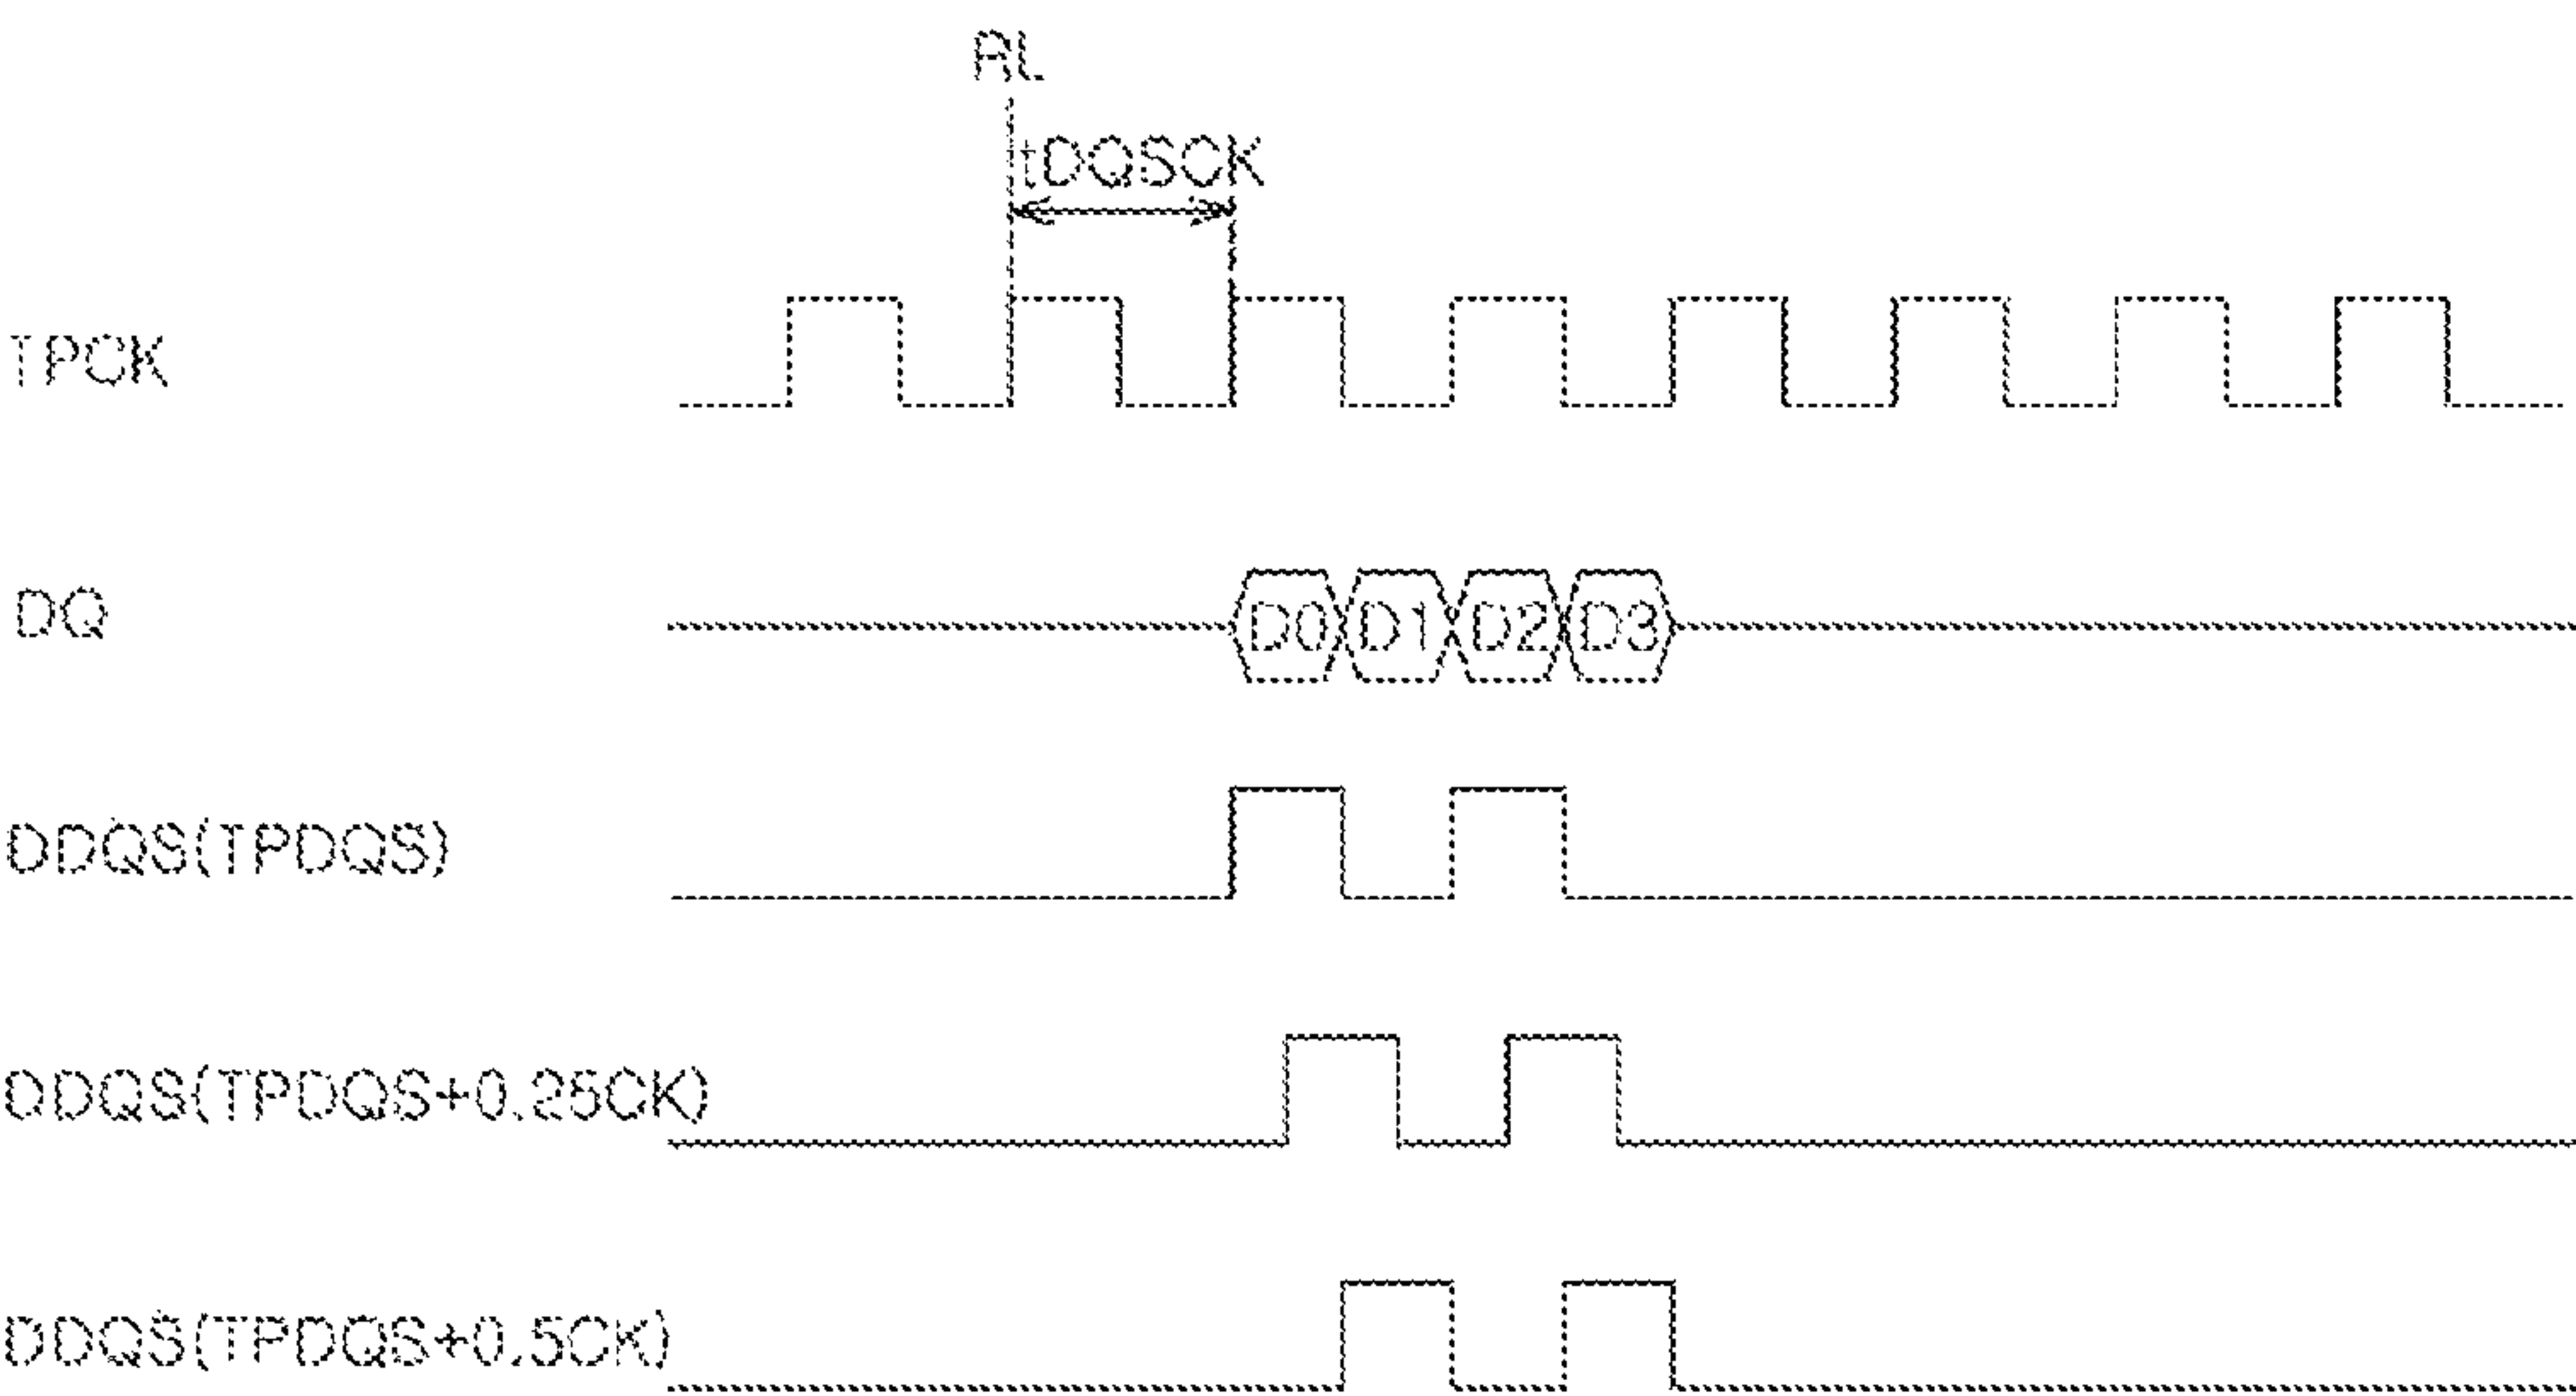 RL
tDQSCK
TPCK
DQ
D0 D1 D2 D3
DDQS(TPDQS)
DDQS(TPDQS+0.25CK)
DDQS(TPDQS+0.5CK)